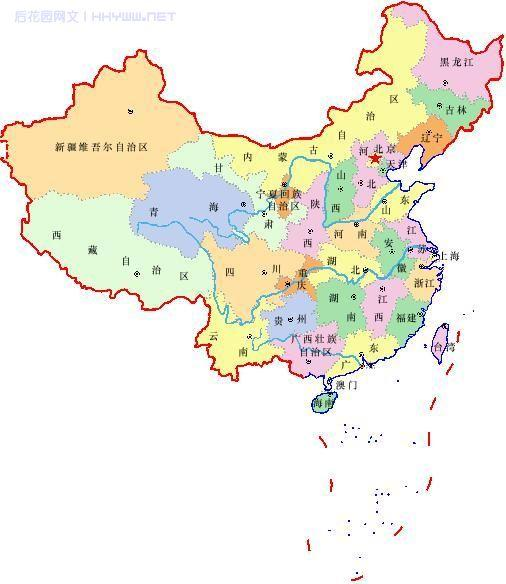 后花园网文 | HHYWW.NET
黑龙江
吉林
辽宁
内蒙古自治区
新疆维吾尔自治区
北京
天津
河北
山西
山东
宁夏回族
自治区
甘肃
青海
陕西
河南
江苏
安徽
上海
西藏自治区
四川
重庆
湖北
浙江
湖南
江西
贵州
福建
云南
广西壮族
自治区
广东
台湾
澳门
海南